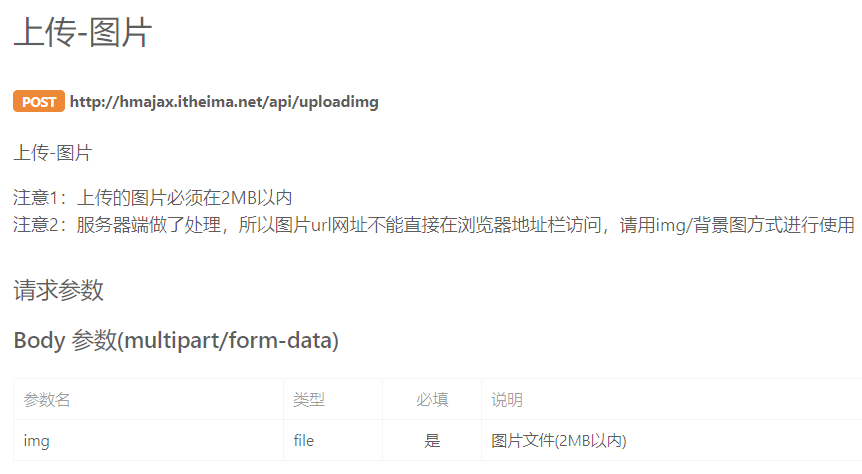 上传-图片
POST http://hmajax.itheima.net/api/uploadimg
上传-图片
注意1：上传的图片必须在2MB以内
注意2：服务器端做了处理，所以图片url网址不能直接在浏览器地址栏访问，请用img/背景图方式进行使用
请求参数
Body 参数(multipart/form-data)
参数名 类型 必填 说明
img file 是 图片文件(2MB以内)